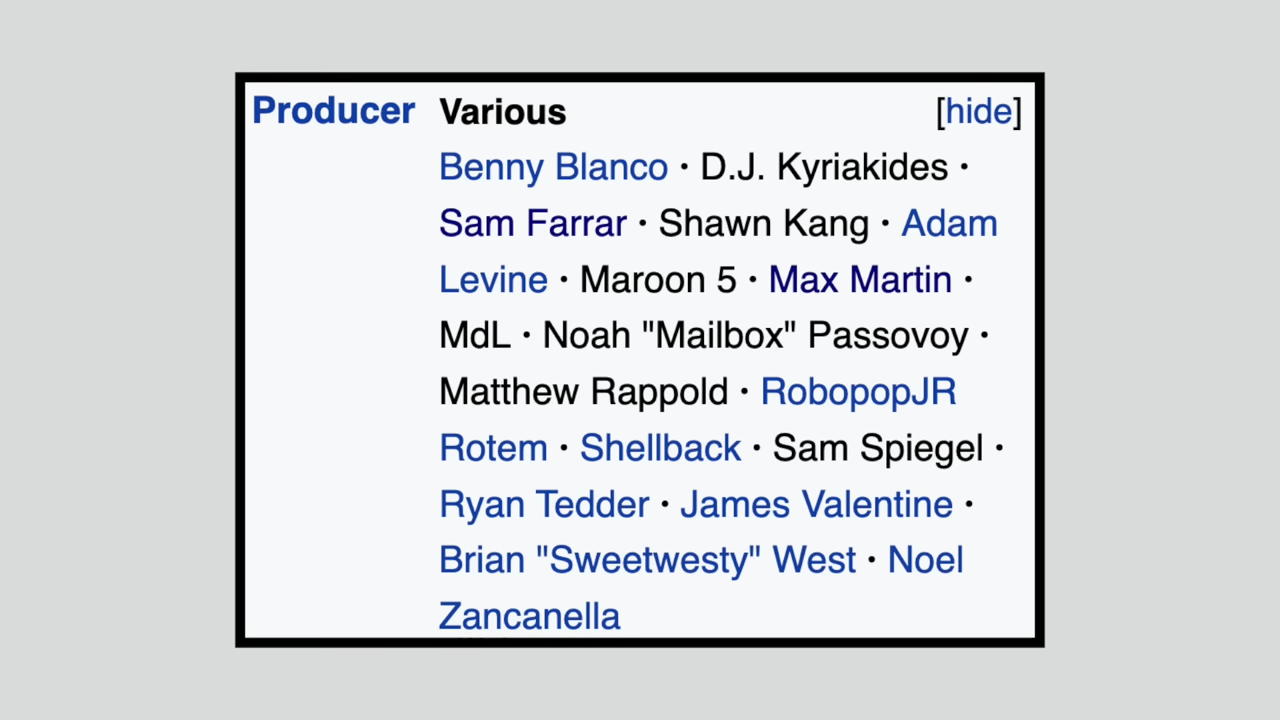 Producer Various [hide]
Benny Blanco · D.J. Kyriakides ·
Sam Farrar · Shawn Kang · Adam
Levine · Maroon 5 · Max Martin ·
MdL · Noah "Mailbox" Passovoy ·
Matthew Rappold · RobopopJR
Rotem · Shellback · Sam Spiegel ·
Ryan Tedder · James Valentine ·
Brian "Sweetwesty" West · Noel
Zancanella